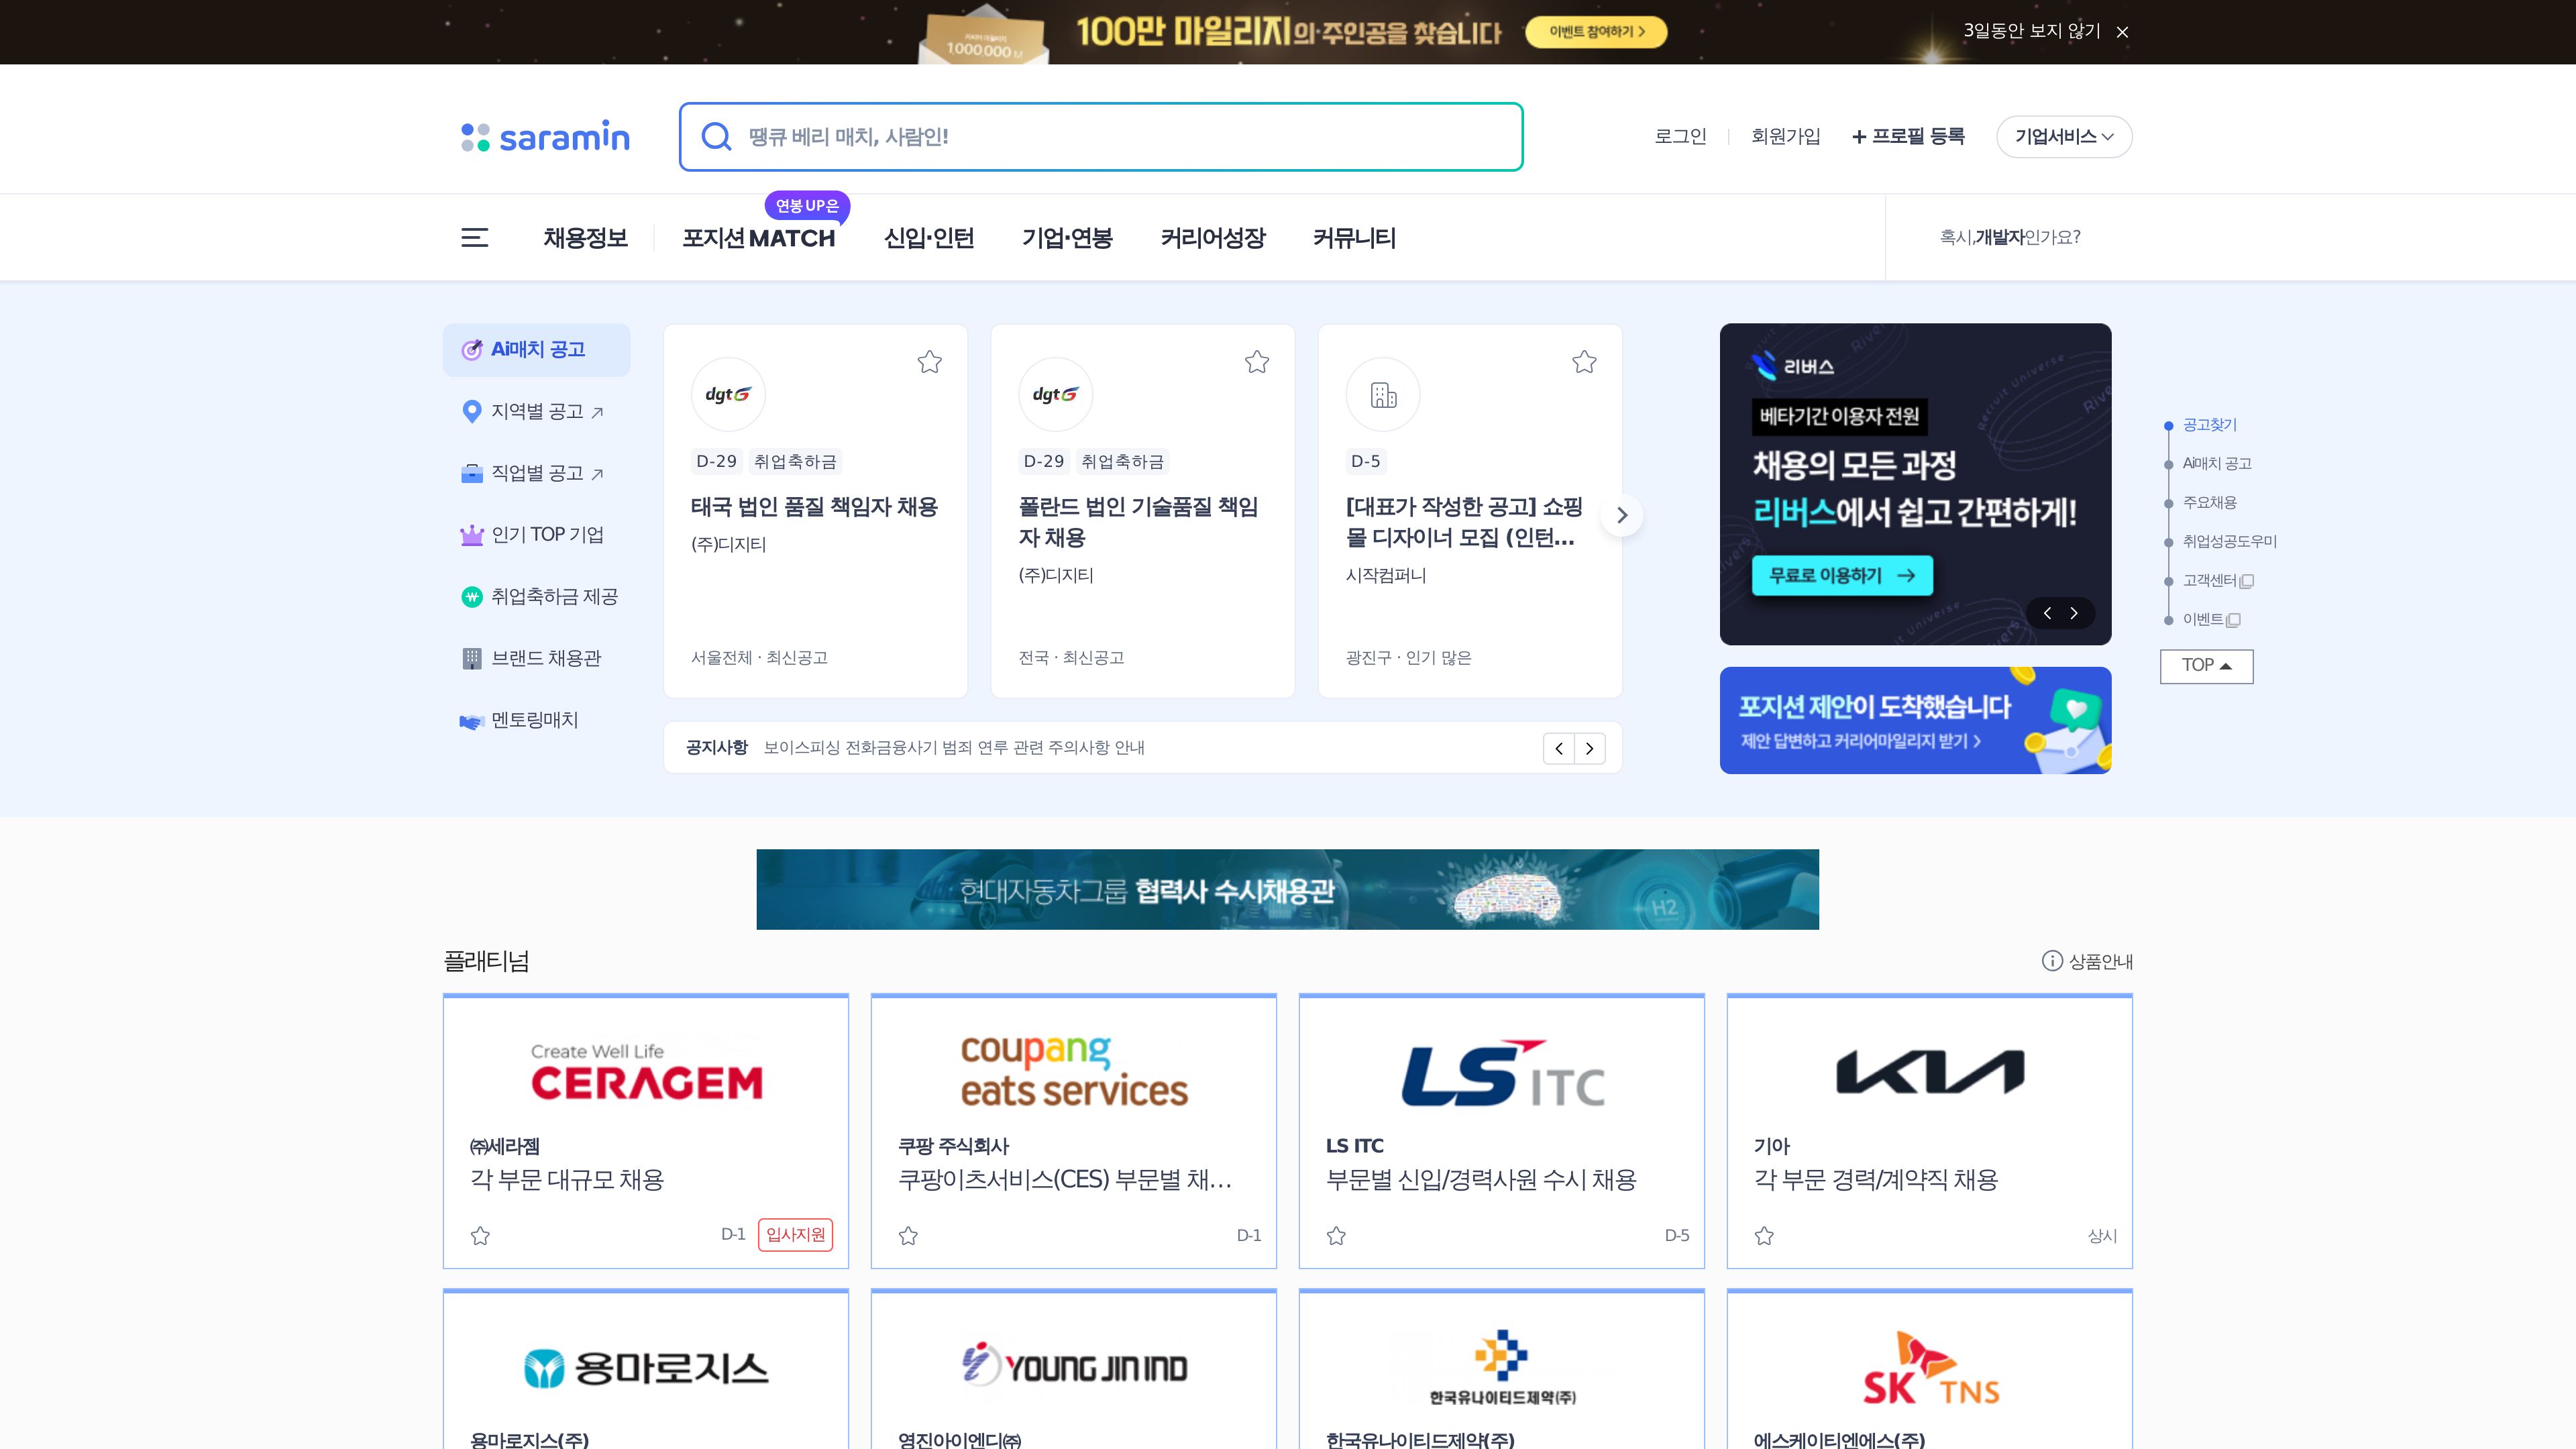 커리어 마일리지
1,000,000 M
100만 마일리지의 주인공을 찾습니다
이벤트 참여하기
3일동안 보지 않기
saramin
땡큐 베리 매치, 사람인!
로그인
회원가입
+ 프로필 등록
기업서비스
연봉 UP은
채용정보
포지션 MATCH
신입·인턴
기업·연봉
커리어성장
커뮤니티
혹시,개발자인가요?
Ai매치 공고
지역별 공고
직업별 공고
인기 TOP 기업
취업축하금 제공
브랜드 채용관
멘토링매치
dgt
D-29 취업축하금
태국 법인 품질 책임자 채용
(주)디지티
서울전체 · 최신공고
dgt
D-29 취업축하금
폴란드 법인 기술품질 책임
자 채용
(주)디지티
전국 · 최신공고
D-5
[대표가 작성한 공고] 쇼핑
몰 디자이너 모집 (인턴...
시작컴퍼니
광진구 · 인기 많은
공지사항 보이스피싱 전화금융사기 범죄 연루 관련 주의사항 안내
리버스
베타기간 이용자 전원
채용의 모든 과정
리버스에서 쉽고 간편하게!
무료로 이용하기
포지션 제안이 도착했습니다
제안 답변하고 커리어마일리지 받기
공고찾기
Ai매치 공고
주요채용
취업성공도우미
고객센터
이벤트
TOP
현대자동차그룹 협력사 수시채용관
H2
플래티넘
상품안내
Create Well Life
CERAGEM
㈜세라젬
각 부문 대규모 채용
D-1 입사지원
coupang
eats services
쿠팡 주식회사
쿠팡이츠서비스(CES) 부문별 채...
D-1
LS ITC
LS ITC
부문별 신입/경력사원 수시 채용
D-5
KIA
기아
각 부문 경력/계약직 채용
상시
용마로지스
용마로지스(주)
YOUNG JIN IND
영진아이엔디㈜
한국유나이티드제약(주)
한국유나이티드제약(주)
SK TNS
에스케이티엔에스(주)